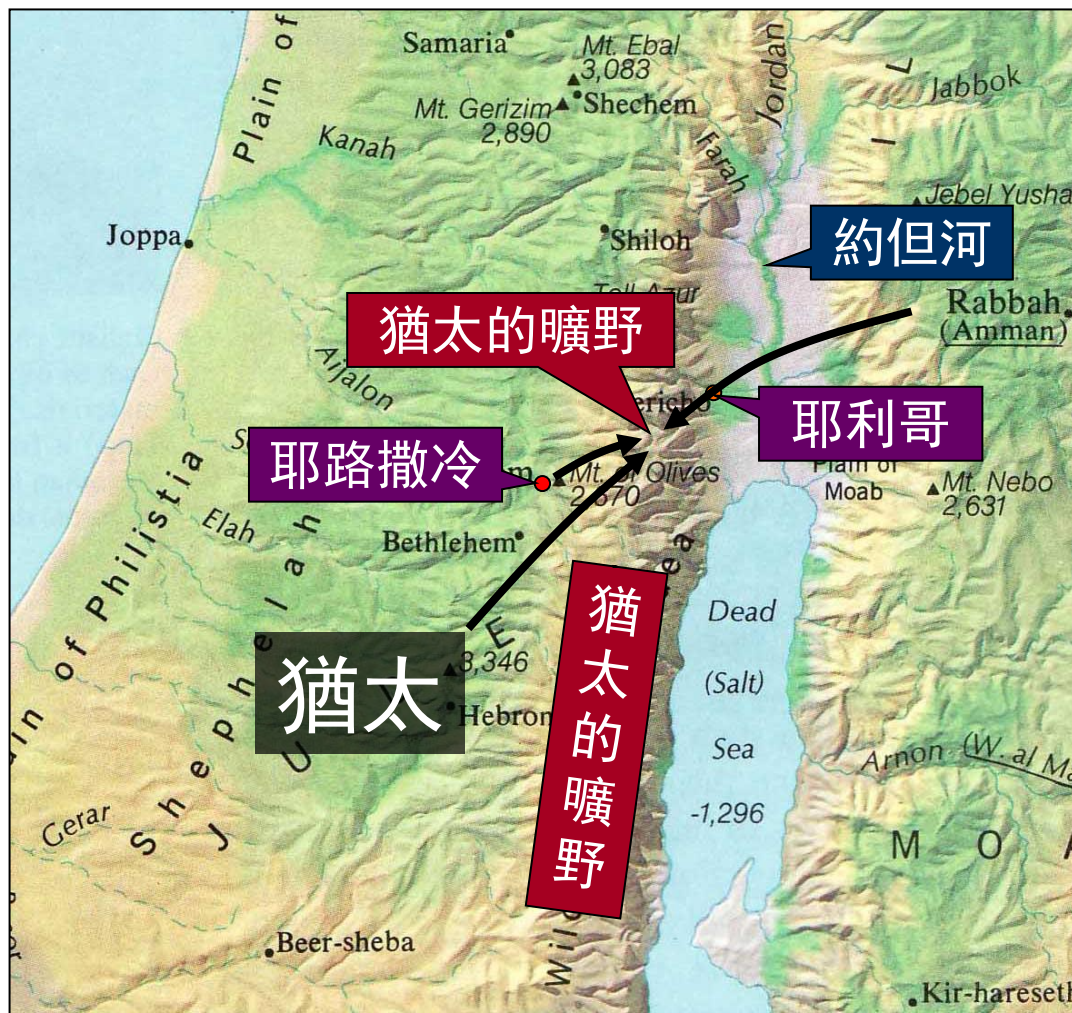 Plain of
Samaria
Mt. Ebal
3,083
Mt. Gerizim
2,890
Shechem
Jordan
Jabbok
I L
Kanah
Farah
Jebel Yusha
Joppa
Shiloh
約但河
Rabbah
(Amman)
猶太的曠野
Aijalon
耶利哥
耶路撒冷
Mt. of Olives
Plain of
Moab
Mt. Nebo
2,631
Elah
Bethlehem
Plain of Philistia
Shephelah
猶太
3,346
Hebron
猶太的曠野
Dead
(Salt)
Sea
-1,296
Arnon
(W. al
Gerar
J U
E
M O
Beer-sheba
Kir-hareseth